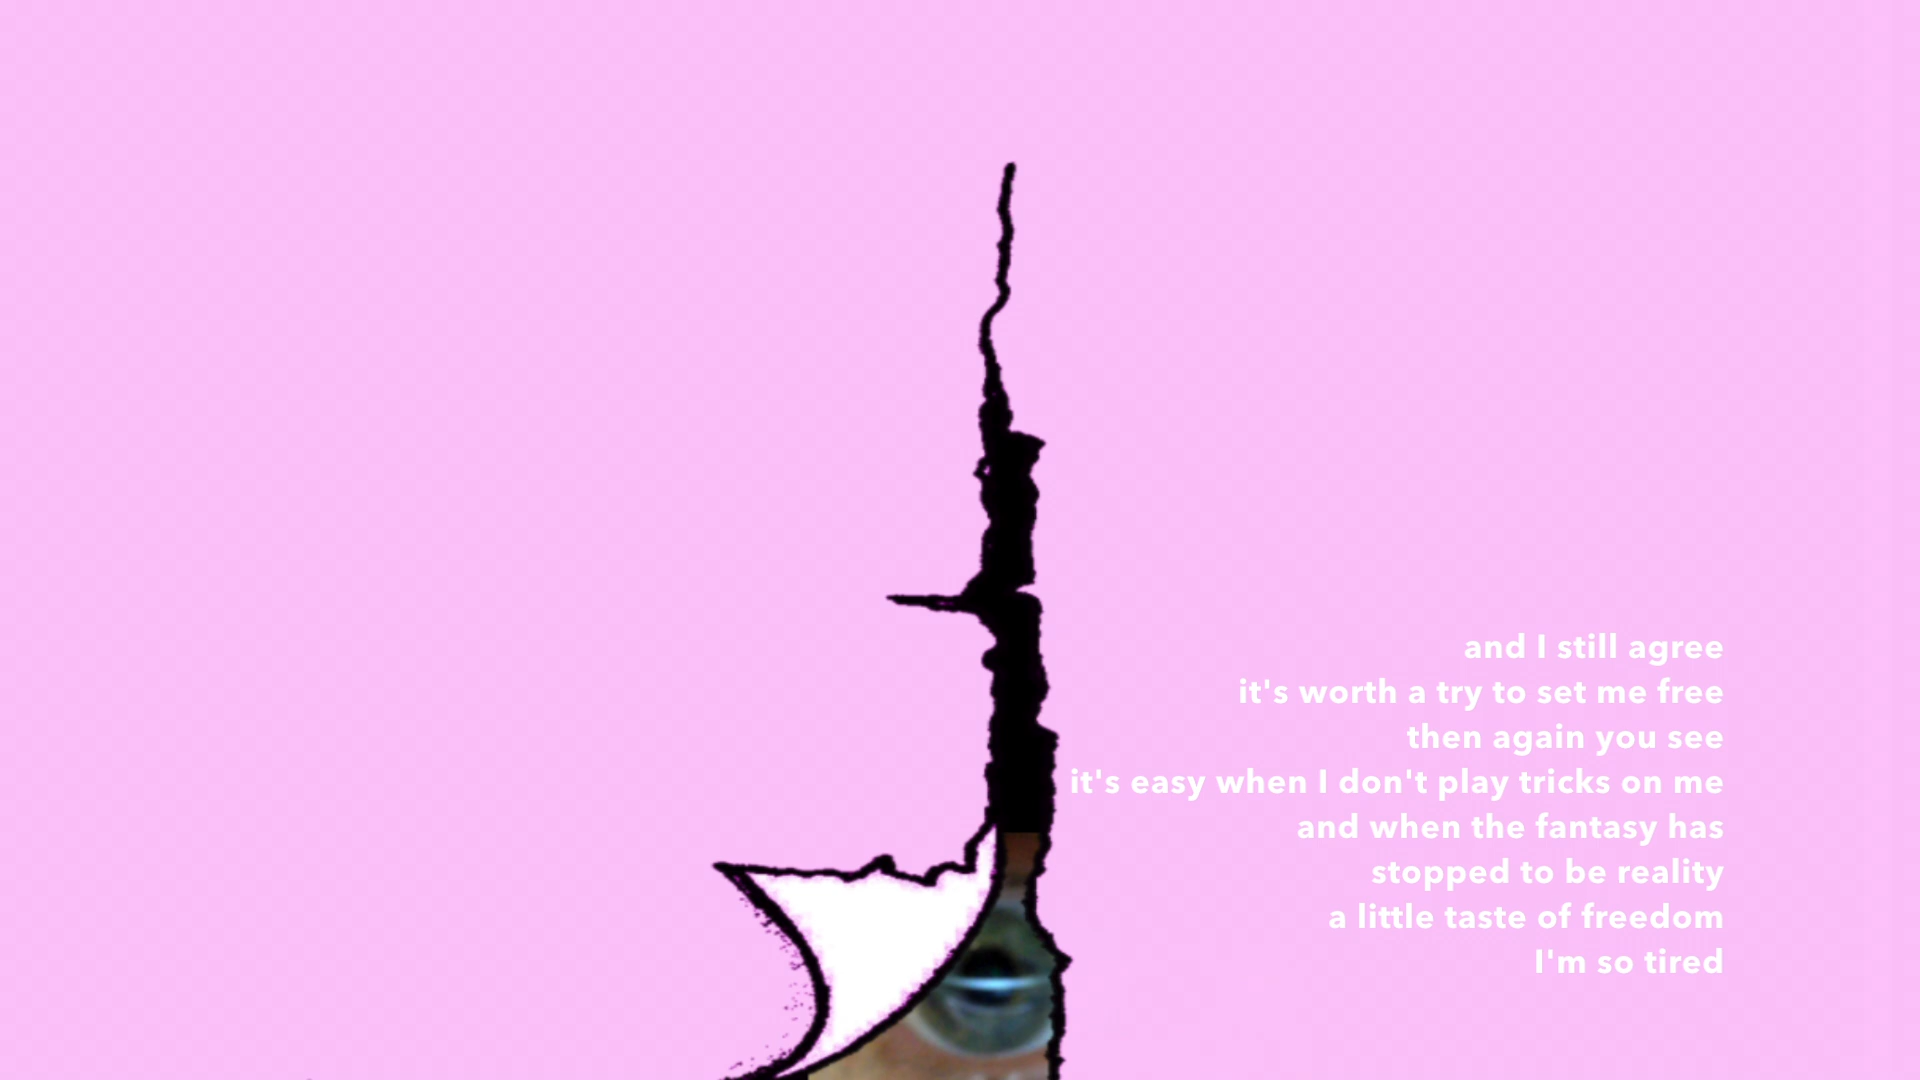 and I still agree
it's worth a try to set me free
then again you see
it's easy when I don't play tricks on me
and when the fantasy has
stopped to be reality
a little taste of freedom
I'm so tired